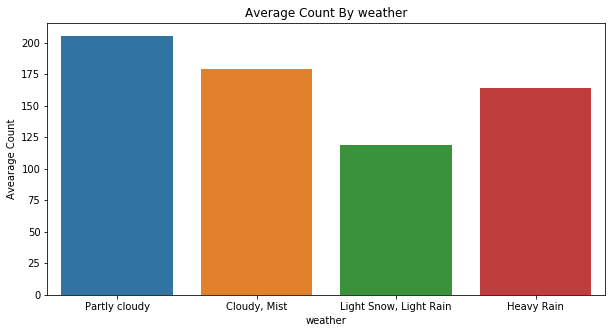 Average Count By weather
Avearage Count
200
175
150
125
100
75
50
25
0
Partly cloudy
Cloudy, Mist
Light Snow, Light Rain
Heavy Rain
weather